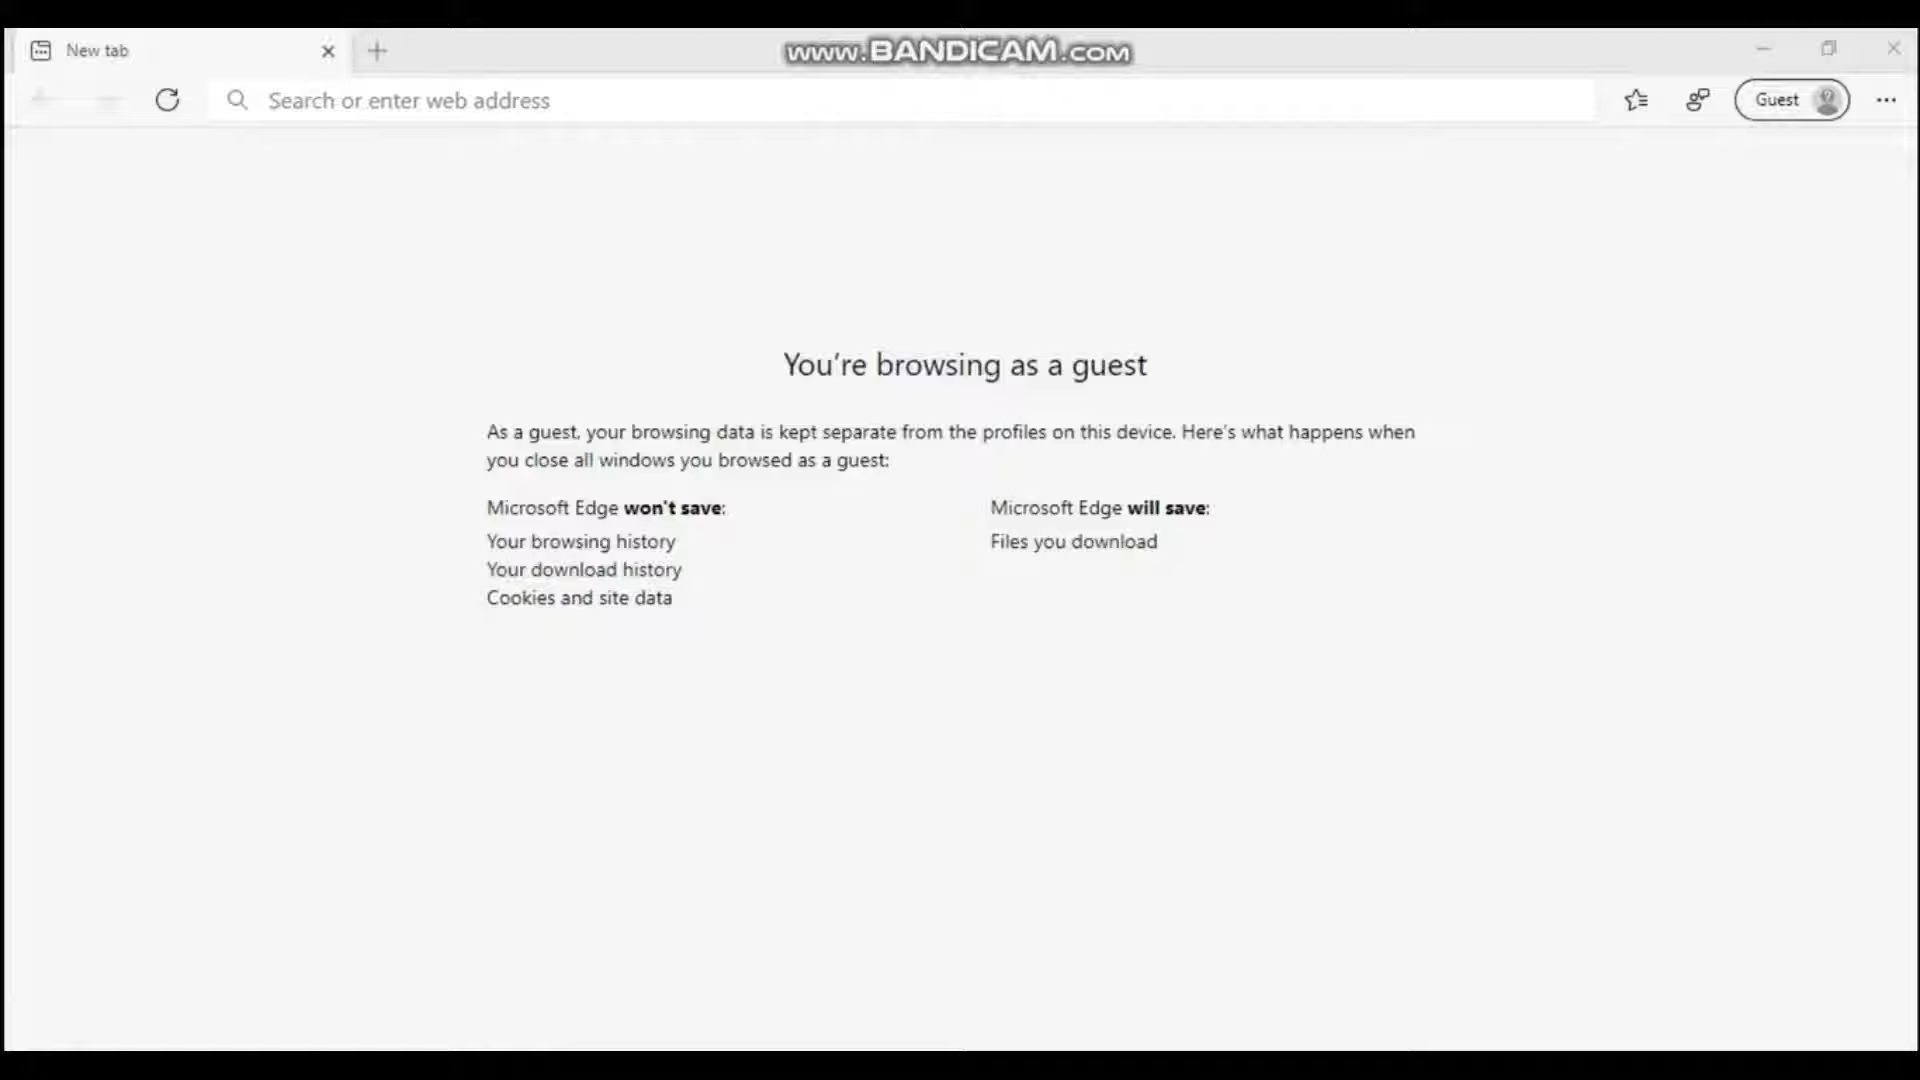 New tab
www.BANDICAM.com
Search or enter web address
Guest
You're browsing as a guest
As a guest, your browsing data is kept separate from the profiles on this device. Here's what happens when
you close all windows you browsed as a guest:
Microsoft Edge won't save:
Your browsing history
Your download history
Cookies and site data
Microsoft Edge will save:
Files you download